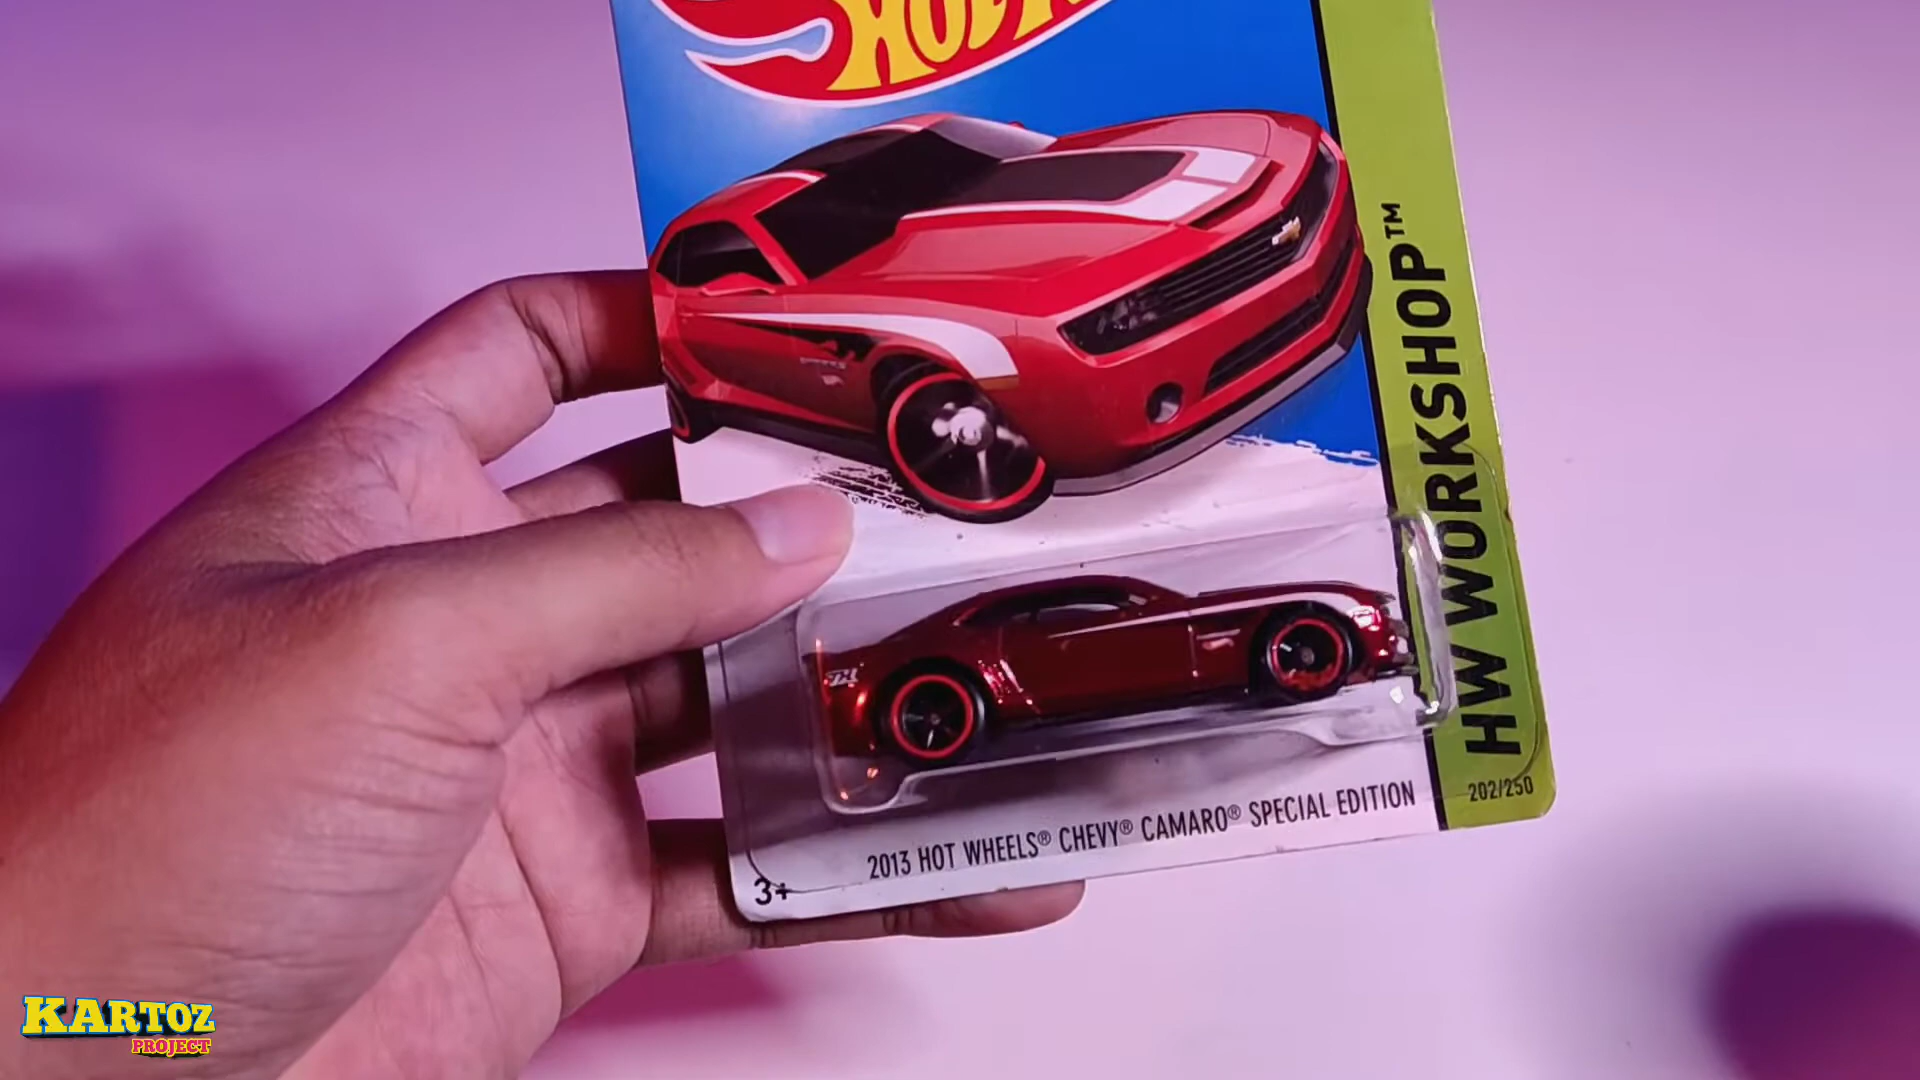 HW WORKSHOP™
202/250
2013 HOT WHEELS® CHEVY® CAMARO® SPECIAL EDITION
3+
KARTOZ
PROJECT